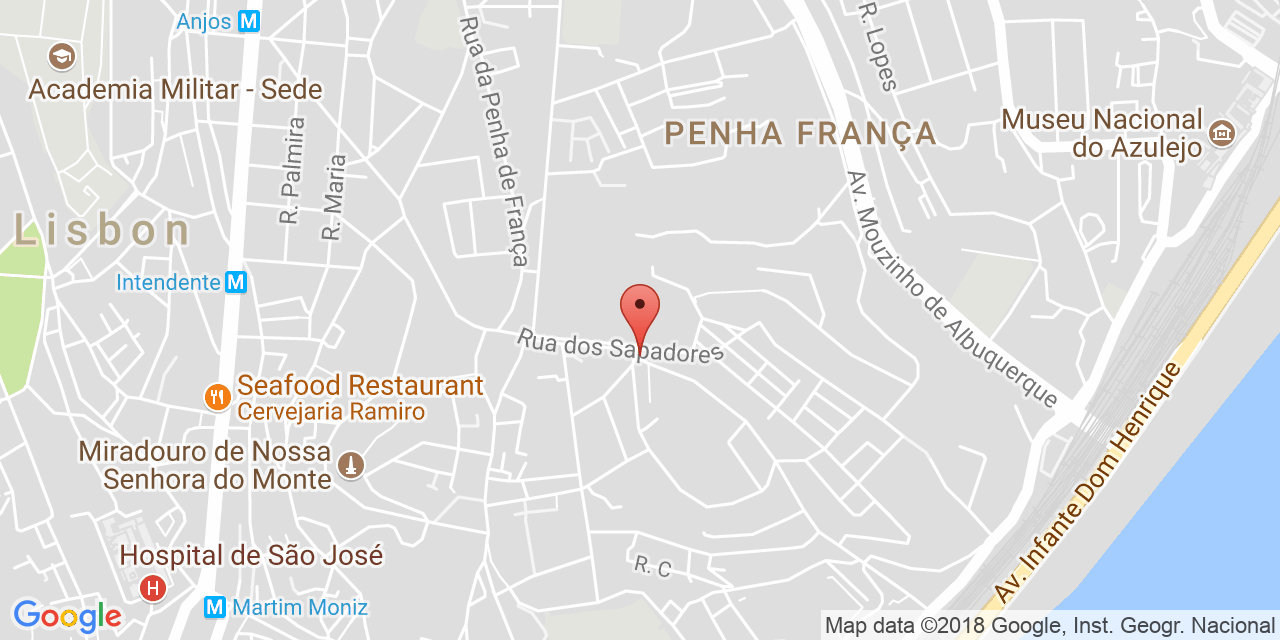 Anjos M
Academia Militar - Sede
Rua da Penha de França
R. Lopes
PENHA FRANÇA
Museu Nacional
do Azulejo
R. Palmira
R. Maria
Av. Mouzinho de Albuquerque
Lisbon
Intendente M
Rua dos Sapadores
Seafood Restaurant
Cervejaria Ramiro
Miradouro de Nossa
Senhora do Monte
Av. Infante Dom Henrique
Hospital de São José
H
R. C
M Martim Moniz
Google
Map data ©2018 Google, Inst. Geogr. Nacional